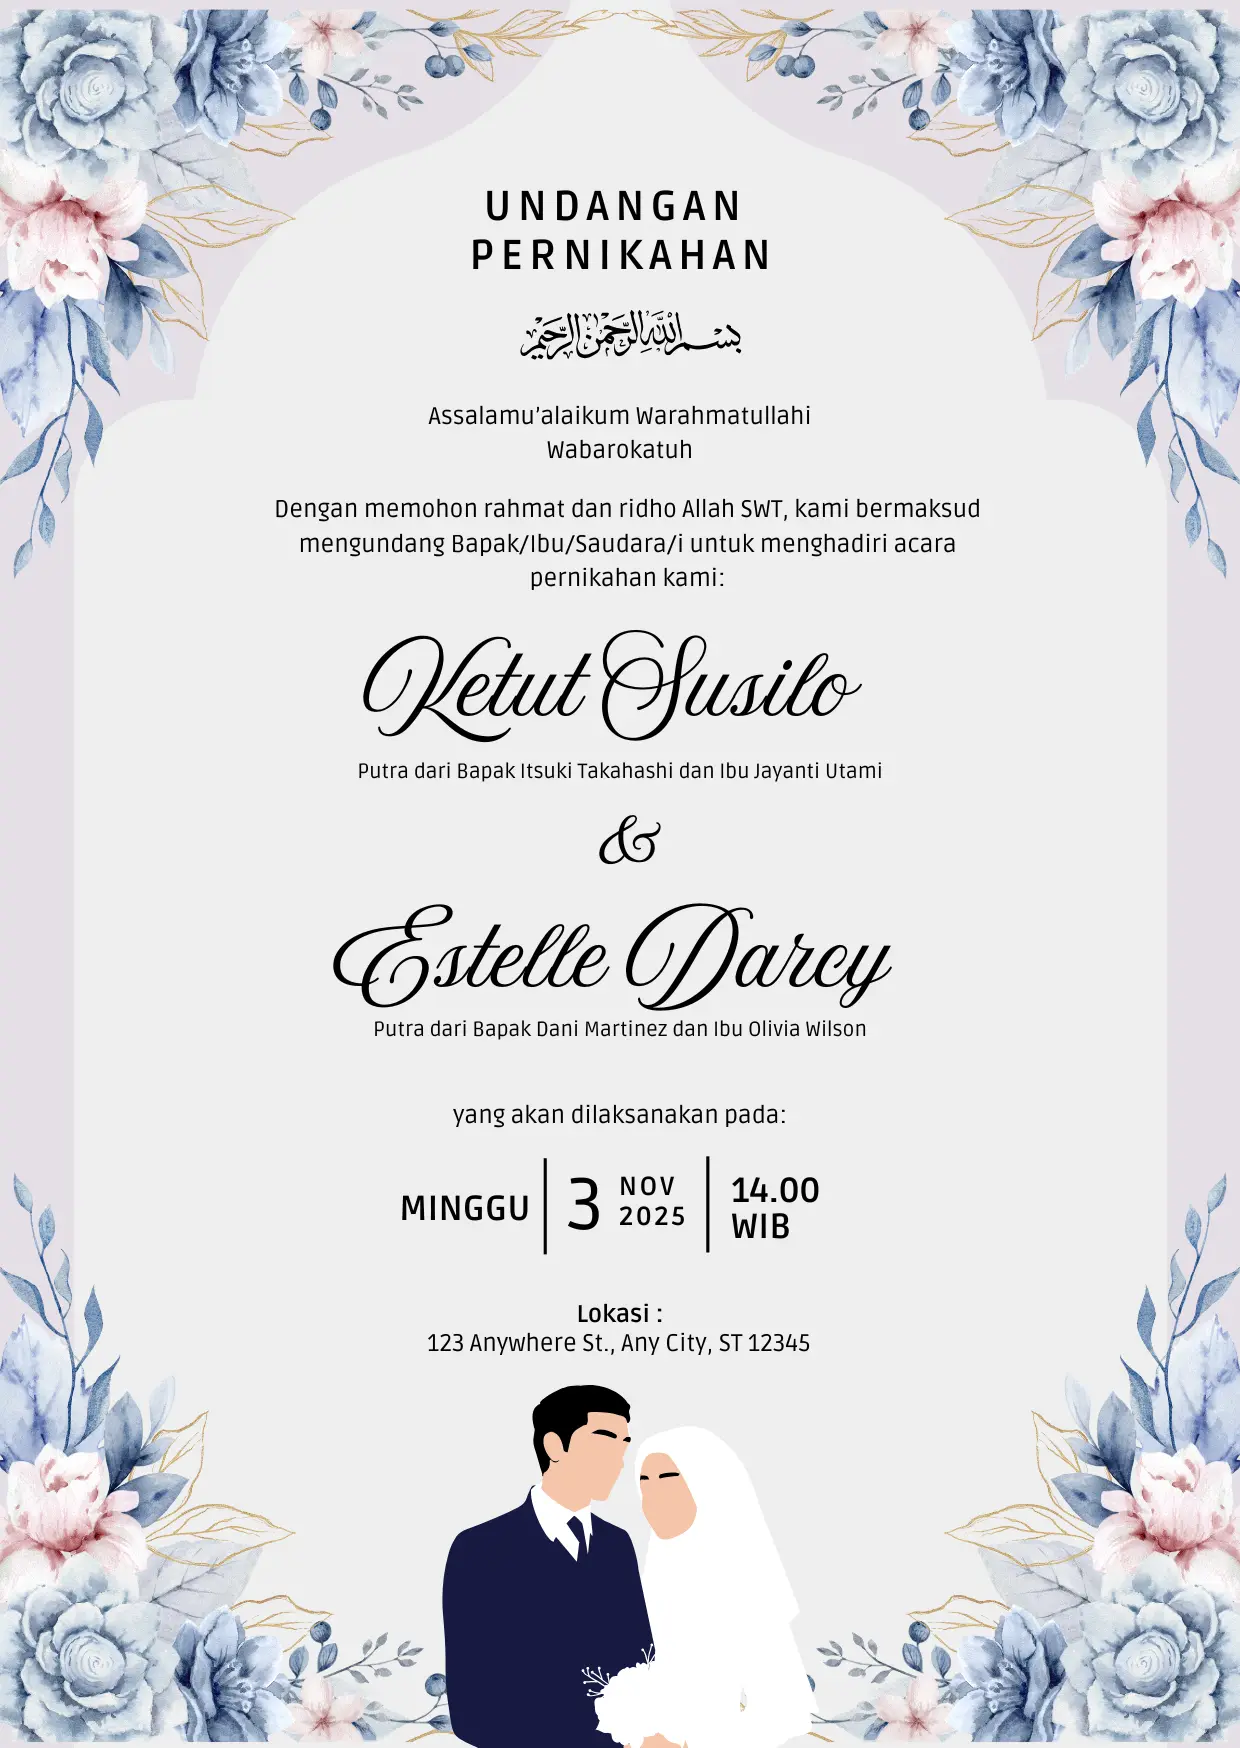 UNDANGAN
PERNIKAHAN
بسم الله الرحمن الرحيم
Assalamu’alaikum Warahmatullahi
Wabarokatuh
Dengan memohon rahmat dan ridho Allah SWT, kami bermaksud
mengundang Bapak/Ibu/Saudara/i untuk menghadiri acara
pernikahan kami:
Ketut Susilo
Putra dari Bapak Itsuki Takahashi dan Ibu Jayanti Utami
&
Estelle Darcy
Putra dari Bapak Dani Martinez dan Ibu Olivia Wilson
yang akan dilaksanakan pada:
MINGGU
3
NOV
2025
14.00
WIB
Lokasi :
123 Anywhere St., Any City, ST 12345